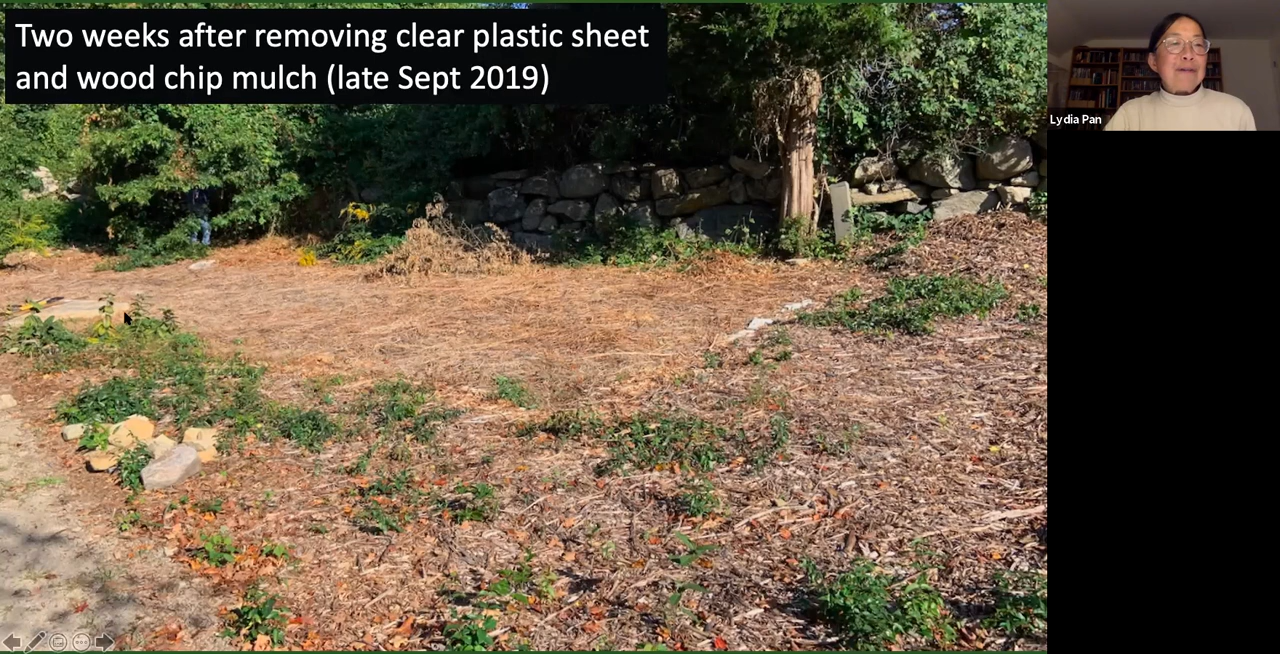 Two weeks after removing clear plastic sheet
and wood chip mulch (late Sept 2019)
Lydia Pan